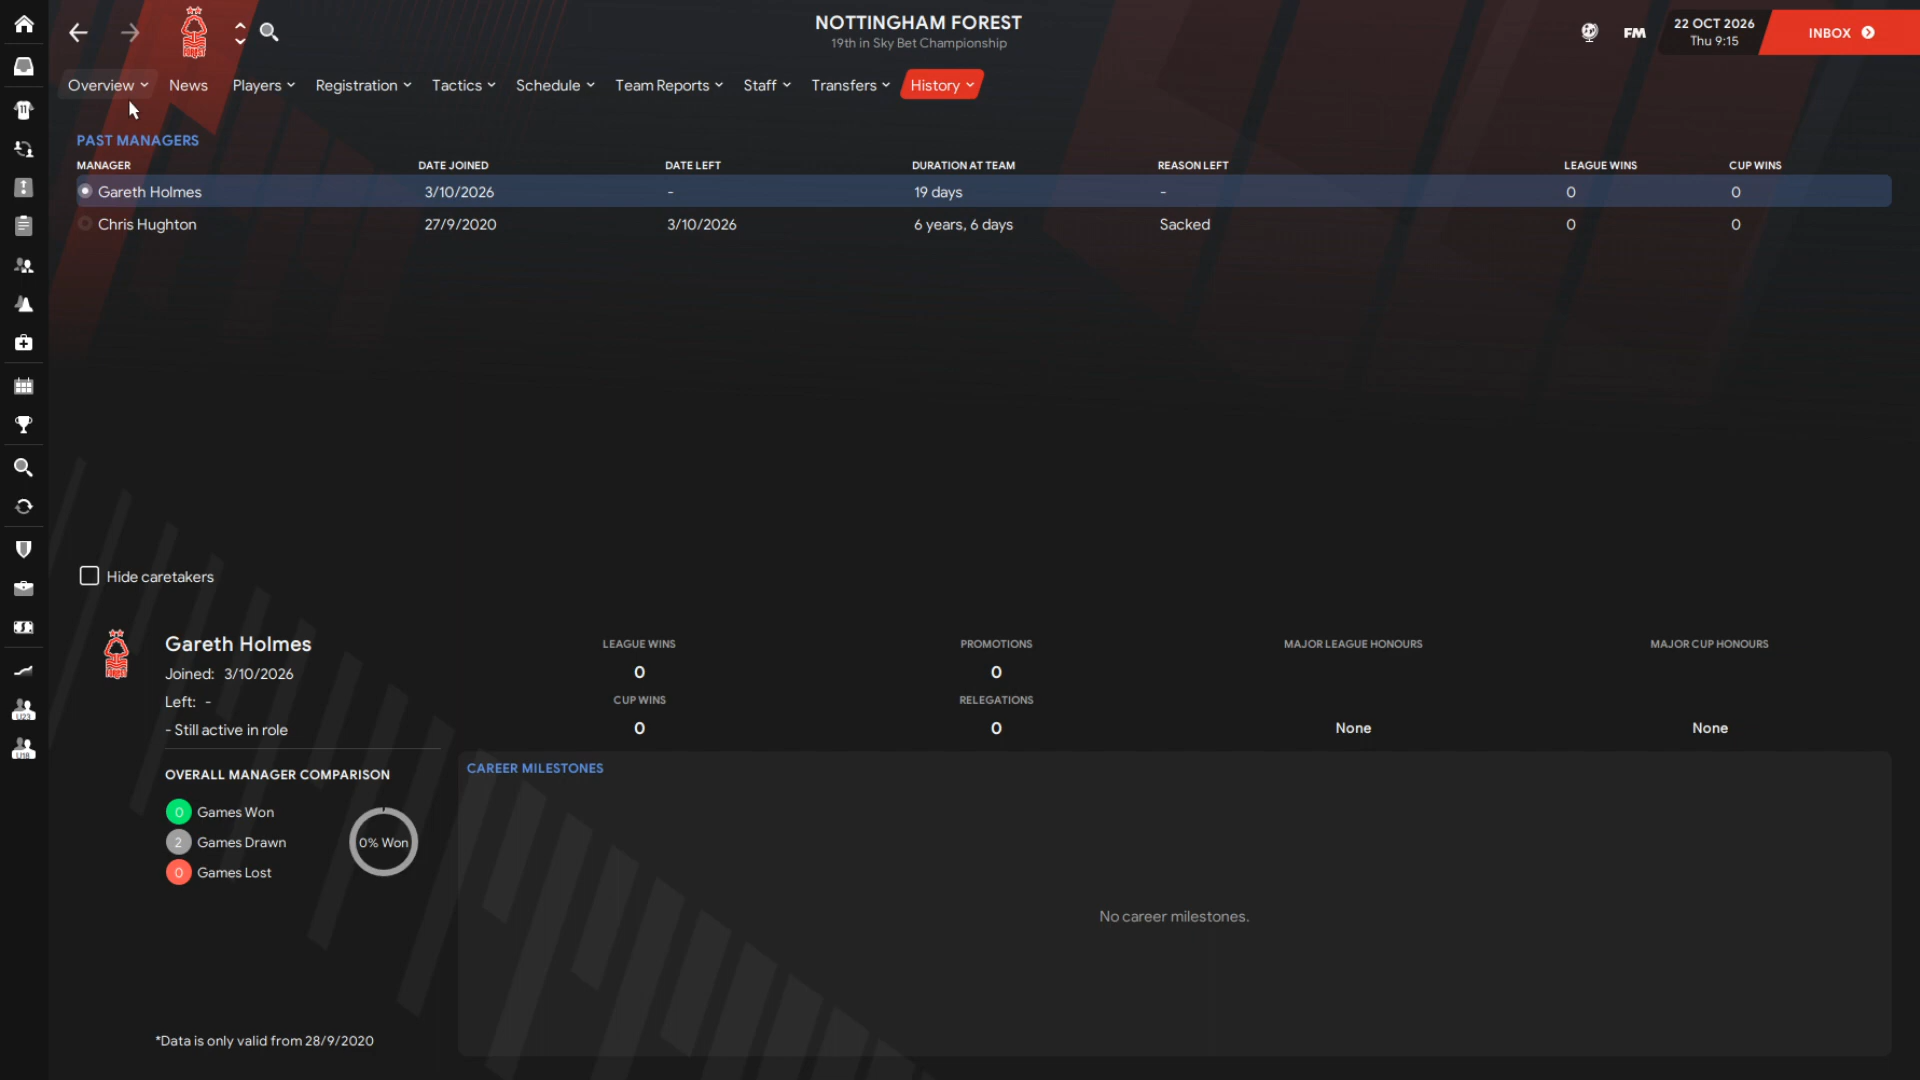 NOTTINGHAM FOREST
19th in Sky Bet Championship
FM
22 OCT 2026
Thu 9:15
INBOX
Overview
News
Players
Registration
Tactics
Schedule
Team Reports
Staff
Transfers
History
PAST MANAGERS
MANAGER DATE JOINED DATE LEFT DURATION AT TEAM REASON LEFT LEAGUE WINS CUP WINS
Gareth Holmes 3/10/2026 - 19 days - 0 0
Chris Hughton 27/9/2020 3/10/2026 6 years, 6 days Sacked 0 0
Hide caretakers
FOREST
Gareth Holmes
Joined: 3/10/2026
Left: -
- Still active in role
LEAGUE WINS
0
CUP WINS
0
PROMOTIONS
0
RELEGATIONS
0
MAJOR LEAGUE HONOURS
None
MAJOR CUP HONOURS
None
OVERALL MANAGER COMPARISON
0 Games Won
2 Games Drawn
0 Games Lost
0% Won
CAREER MILESTONES
No career milestones.
*Data is only valid from 28/9/2020
11
U23
U18